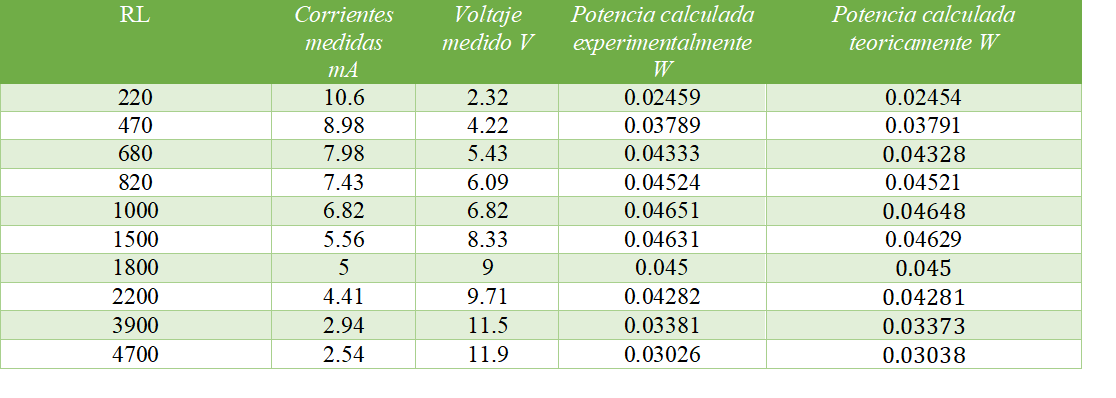 RL Corrientes medidas mA Voltaje medido V Potencia calculada experimentalmente W Potencia calculada teoricamente W
220 10.6 2.32 0.02459 0.02454
470 8.98 4.22 0.03789 0.03791
680 7.98 5.43 0.04333 0.04328
820 7.43 6.09 0.04524 0.04521
1000 6.82 6.82 0.04651 0.04648
1500 5.56 8.33 0.04631 0.04629
1800 5 9 0.045 0.045
2200 4.41 9.71 0.04282 0.04281
3900 2.94 11.5 0.03381 0.03373
4700 2.54 11.9 0.03026 0.03038